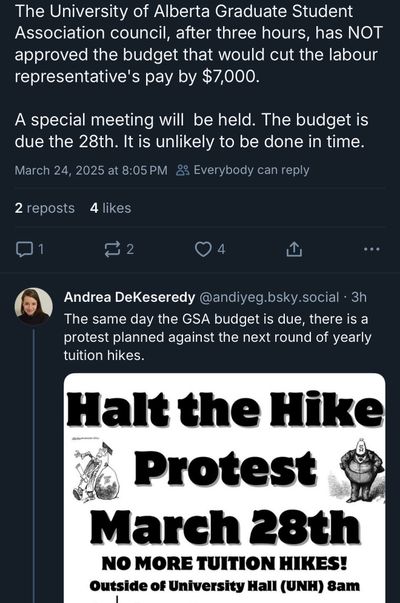 The University of Alberta Graduate Student
Association council, after three hours, has NOT
approved the budget that would cut the labour
representative's pay by $7,000.
A special meeting will be held. The budget is
due the 28th. It is unlikely to be done in time.
March 24, 2025 at 8:05 PM Everybody can reply
2 reposts 4 likes
1 2 4
Andrea DeKeseredy @andiyeg.bsky.social · 3h
The same day the GSA budget is due, there is a
protest planned against the next round of yearly
tuition hikes.
Halt the Hike
Protest
March 28th
NO MORE TUITION HIKES!
Outside of University Hall (UNH) 8am